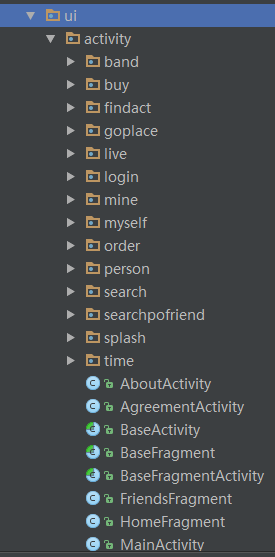 ui
activity
band
buy
findact
goplace
live
login
mine
myself
order
person
search
searchpofriend
splash
time
AboutActivity
AgreementActivity
BaseActivity
BaseFragment
BaseFragmentActivity
FriendsFragment
HomeFragment
MainActivity